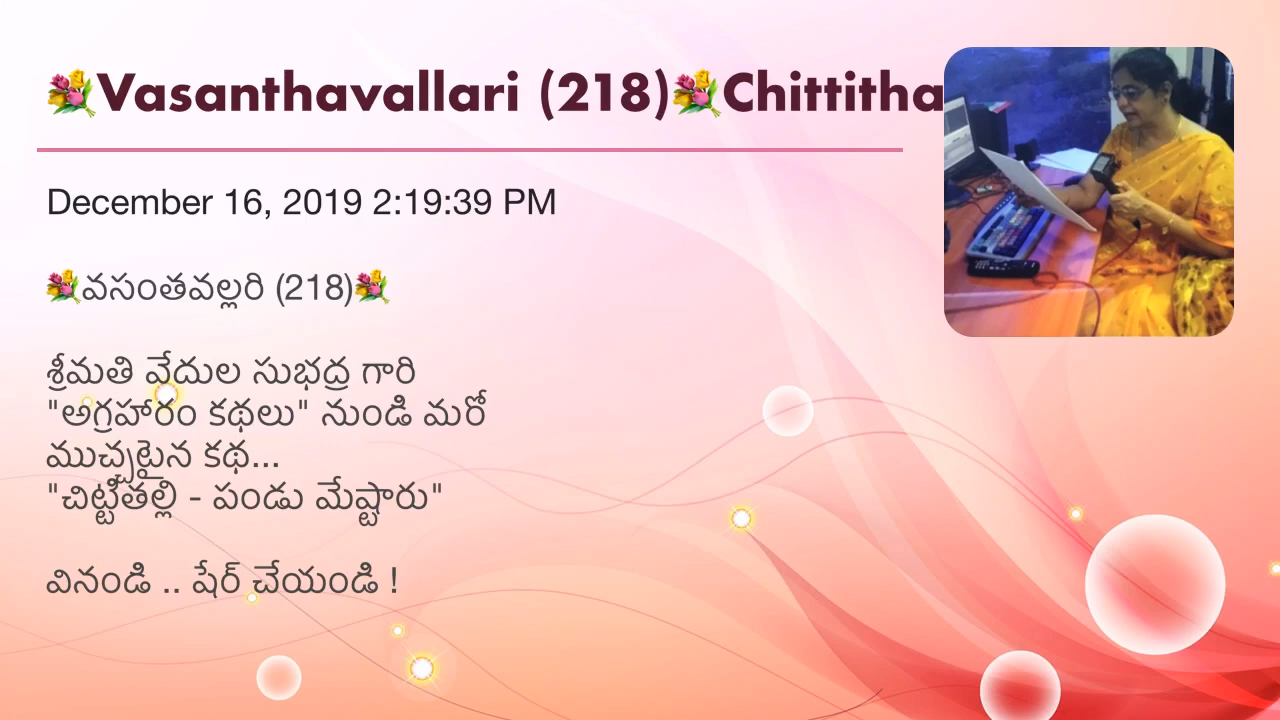 💐Vasanthavallari (218)💐Chittitha
December 16, 2019 2:19:39 PM
💐వసంతవల్లరి (218)💐
శ్రీమతి వేదుల సుభద్ర గారి
"అగ్రహారం కథలు" నుండి మరో
ముచ్చటైన కథ...
"చిట్టితల్లి - పండు మేష్టారు"
వినండి .. షేర్ చేయండి !